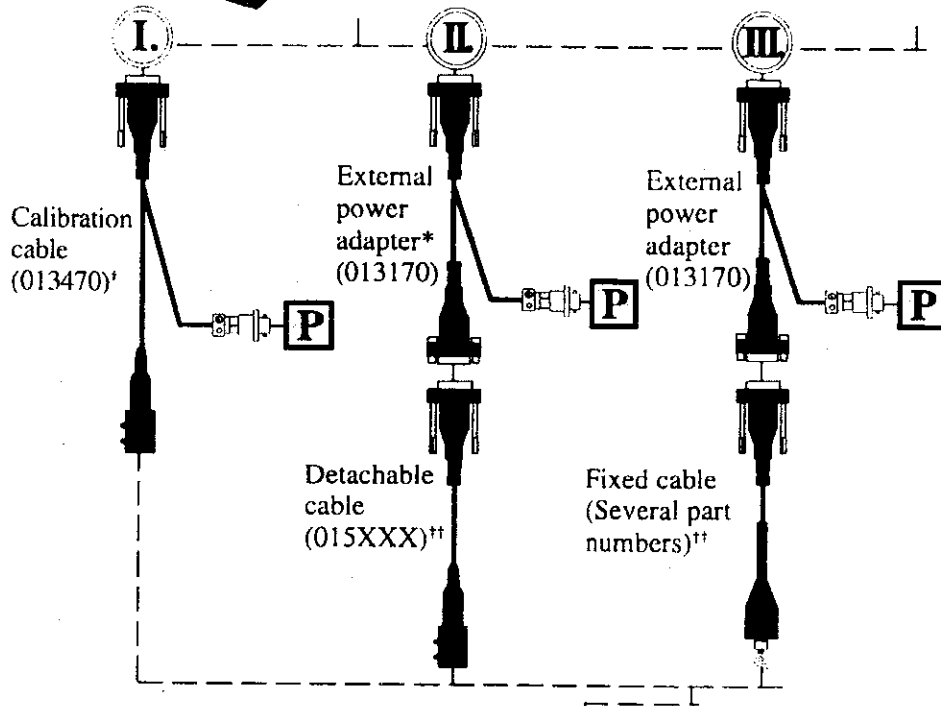 I.
II.
III.
Calibration
cable
(013470)†
P
External
power
adapter*
(013170)
P
External
power
adapter
(013170)
P
Detachable
cable
(015XXX)††
Fixed cable
(Several part
numbers)††